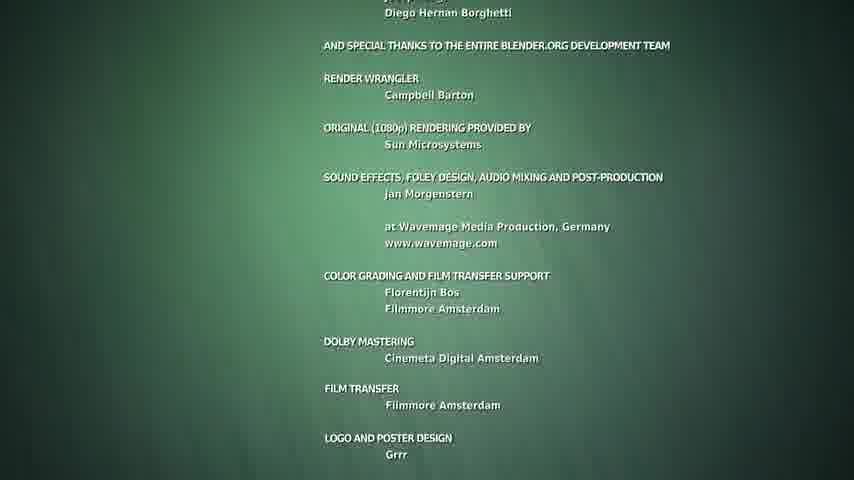 Diego Hernan Borghetti
AND SPECIAL THANKS TO THE ENTIRE BLENDER.ORG DEVELOPMENT TEAM
RENDER WRANGLER
Campbell Barton
ORIGINAL (1080p) RENDERING PROVIDED BY
Sun Microsystems
SOUND EFFECTS, FOLEY DESIGN, AUDIO MIXING AND POST-PRODUCTION
Jan Morgenstern
at Wavemage Media Production, Germany
www.wavemage.com
COLOR GRADING AND FILM TRANSFER SUPPORT
Florentijn Bos
Filmmore Amsterdam
DOLBY MASTERING
Cinemeta Digital Amsterdam
FILM TRANSFER
Filmmore Amsterdam
LOGO AND POSTER DESIGN
Grrr